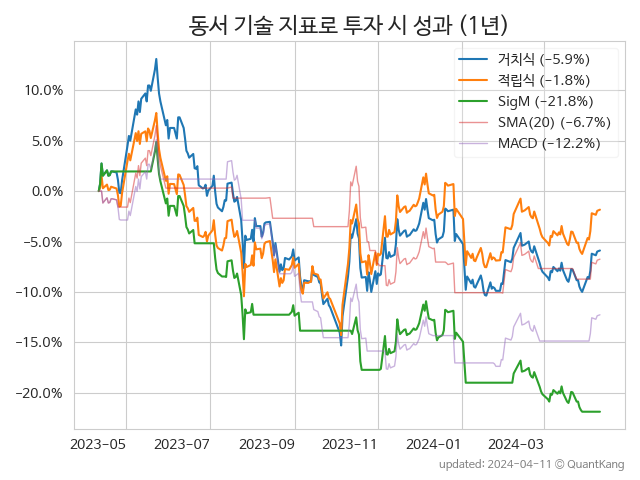 동서 기술 지표로 투자 시 성과 (1년)
거치식 (−5.9%)
적립식 (−1.8%)
SigM (−21.8%)
SMA(20) (−6.7%)
MACD (−12.2%)
10.0%
5.0%
0.0%
−5.0%
−10.0%
−15.0%
−20.0%
2023-05 2023-07 2023-09 2023-11 2024-01 2024-03
updated: 2024-04-11 © QuantKang